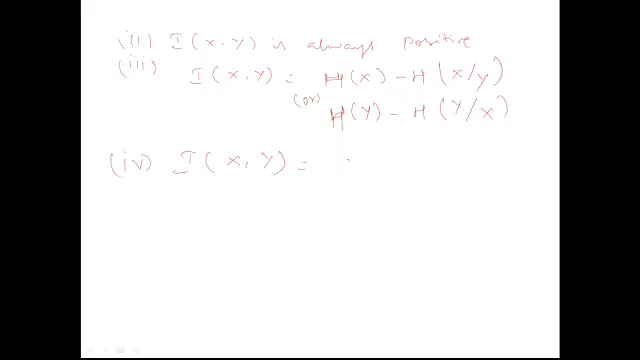 (ii) I(x,y) is always positive
(iii) I(x,y) = H(x) - H(x/y)
(or)
H(y) - H(y/x)
(iv) I(x,y) =